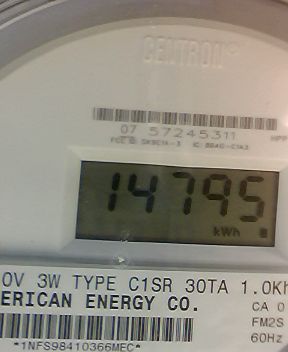 CENTRON®
07 57245311
14795
kWh
0V 3W TYPE C1SR 30TA 1.0Kh
ERICAN ENERGY CO.
CA 0
FM2S
60Hz
*1NFS98410366MEC*